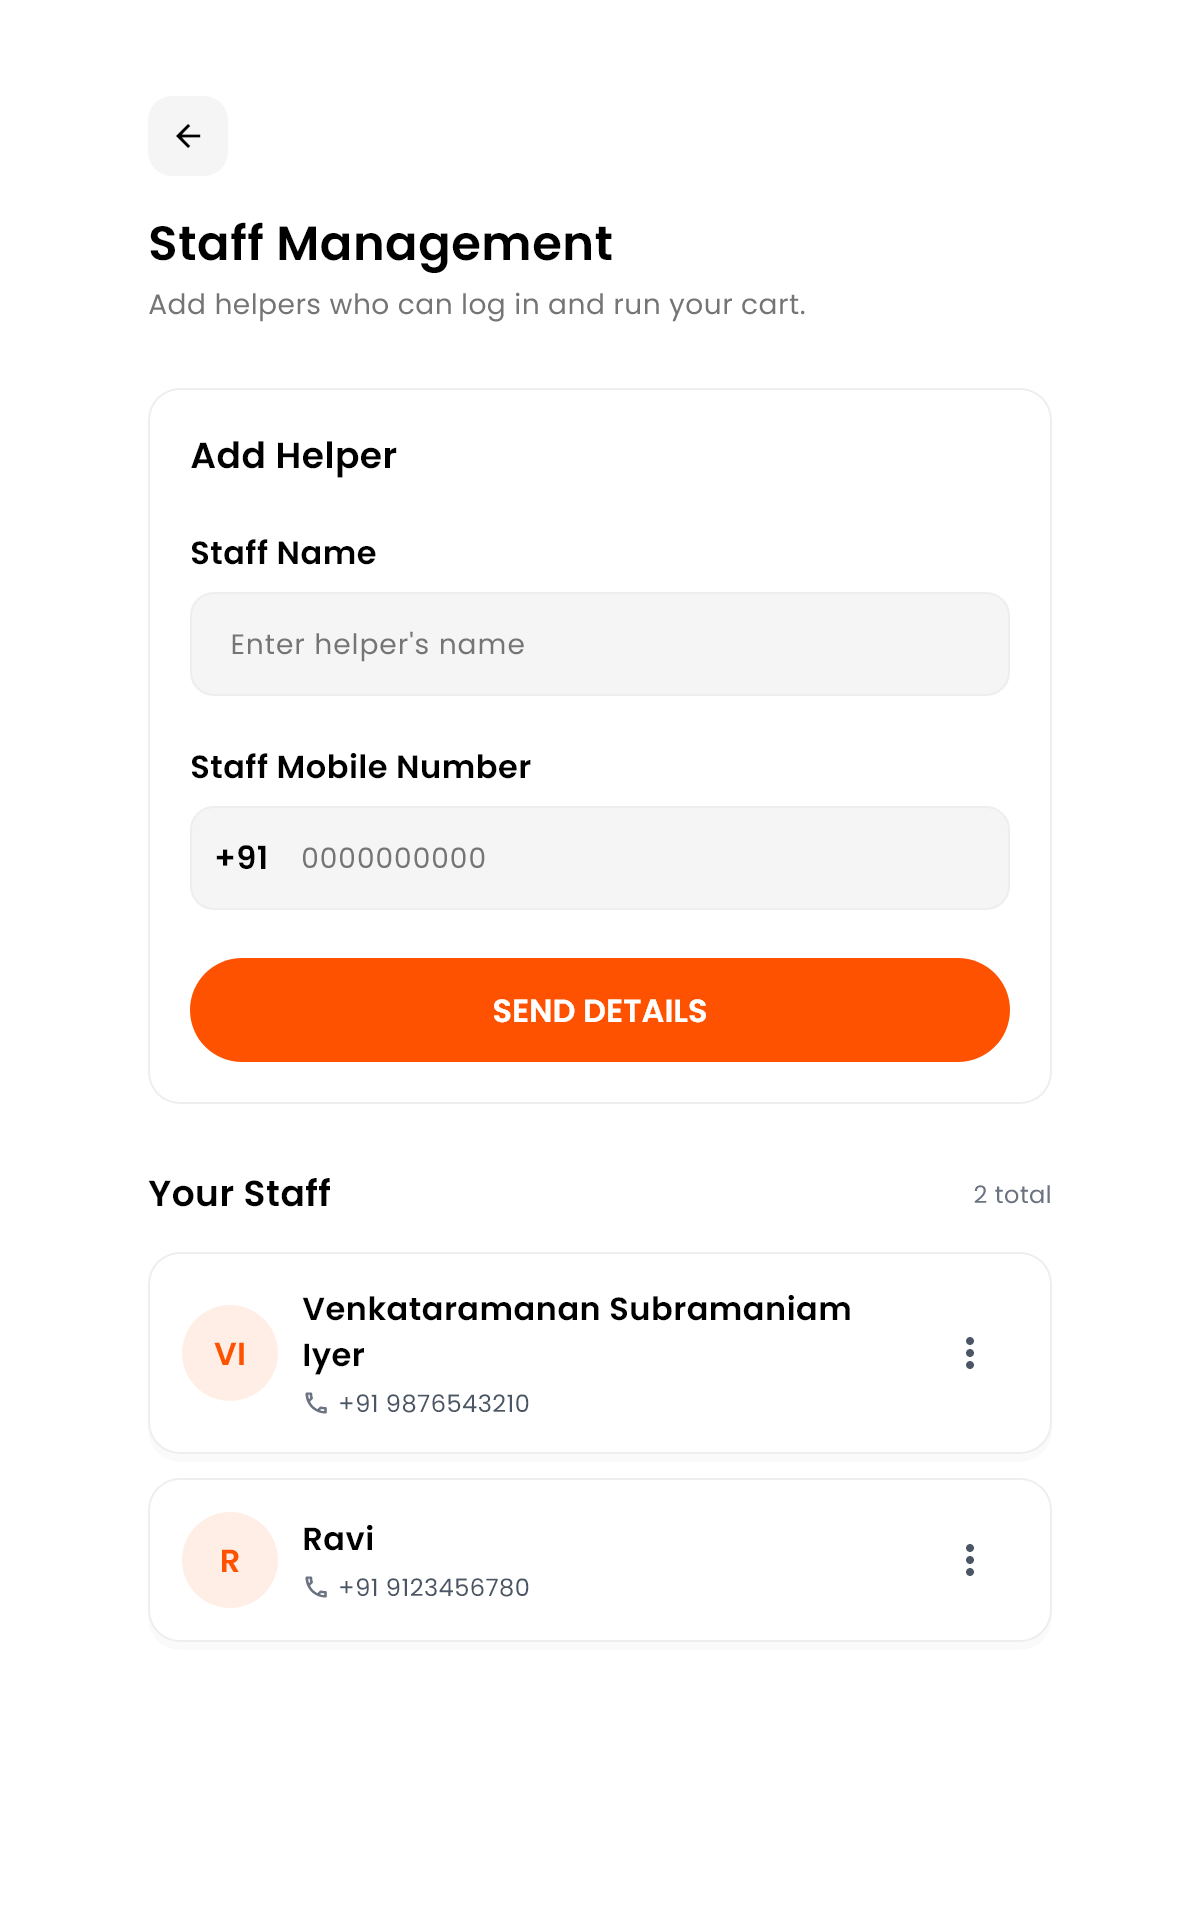 Staff Management
Add helpers who can log in and run your cart.
Add Helper
Staff Name
Enter helper's name
Staff Mobile Number
+91 0000000000
SEND DETAILS
Your Staff
2 total
VI
Venkataramanan Subramaniam
Iyer
+91 9876543210
R
Ravi
+91 9123456780